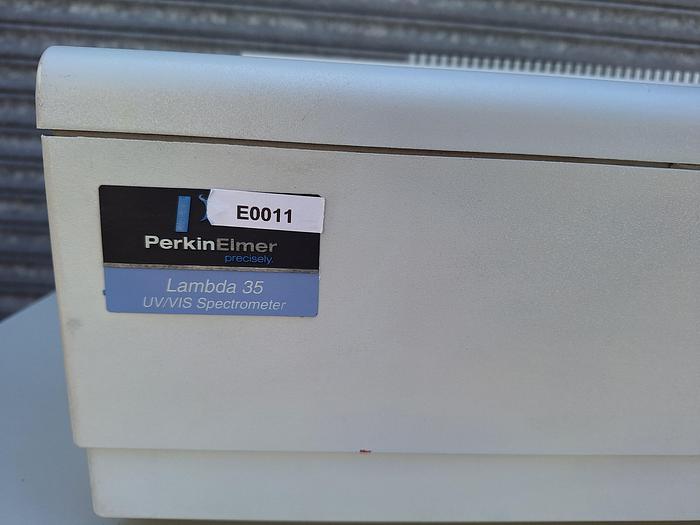 E0011
PerkinElmer
precisely.
Lambda 35
UV/VIS Spectrometer